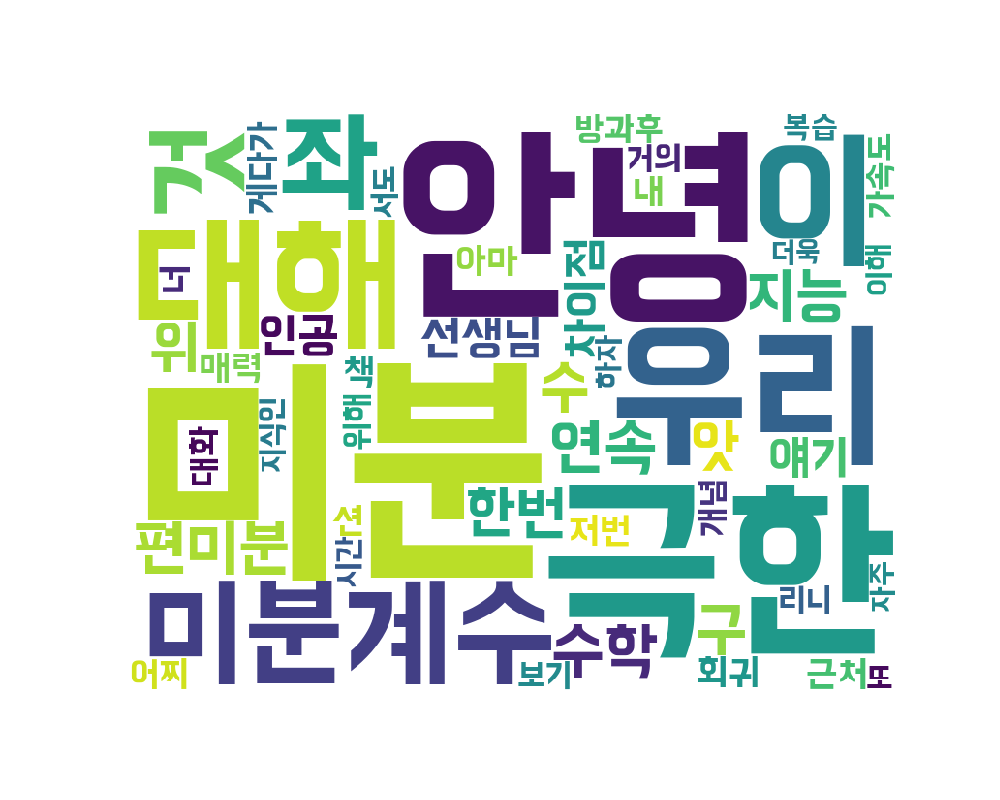 거
게다가
좌
서도
안녕
방과후
거의
내
이
복습
가속도
대해
너
아마
차이점
더욱
이해
지능
위
인공
선생님
매력
책
우리
수
하자
미분
대화
지식인
위해
연속
앗
얘기
한번
극한
저번
개념
편미분
션
시간
자주
리니
미분계수
수학
구
어찌
보기
회귀
근처
또